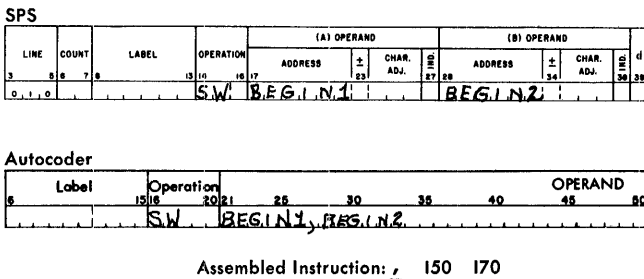 SPS
(A) OPERAND (B) OPERAND
LINE COUNT LABEL OPERATION ADDRESS ± CHAR. ADJ. IND. ADDRESS ± CHAR. ADJ. IND. d
3 5 6 7 8 13 14 16 17 23 27 28 34 38 39
0 1 0 SW BEGIN1 BEGIN2
Autocoder
Label Operation OPERAND
6 15 16 20 21 25 30 35 40 45 50
SW BEGIN1, BEGIN2
Assembled Instruction: , 150 170